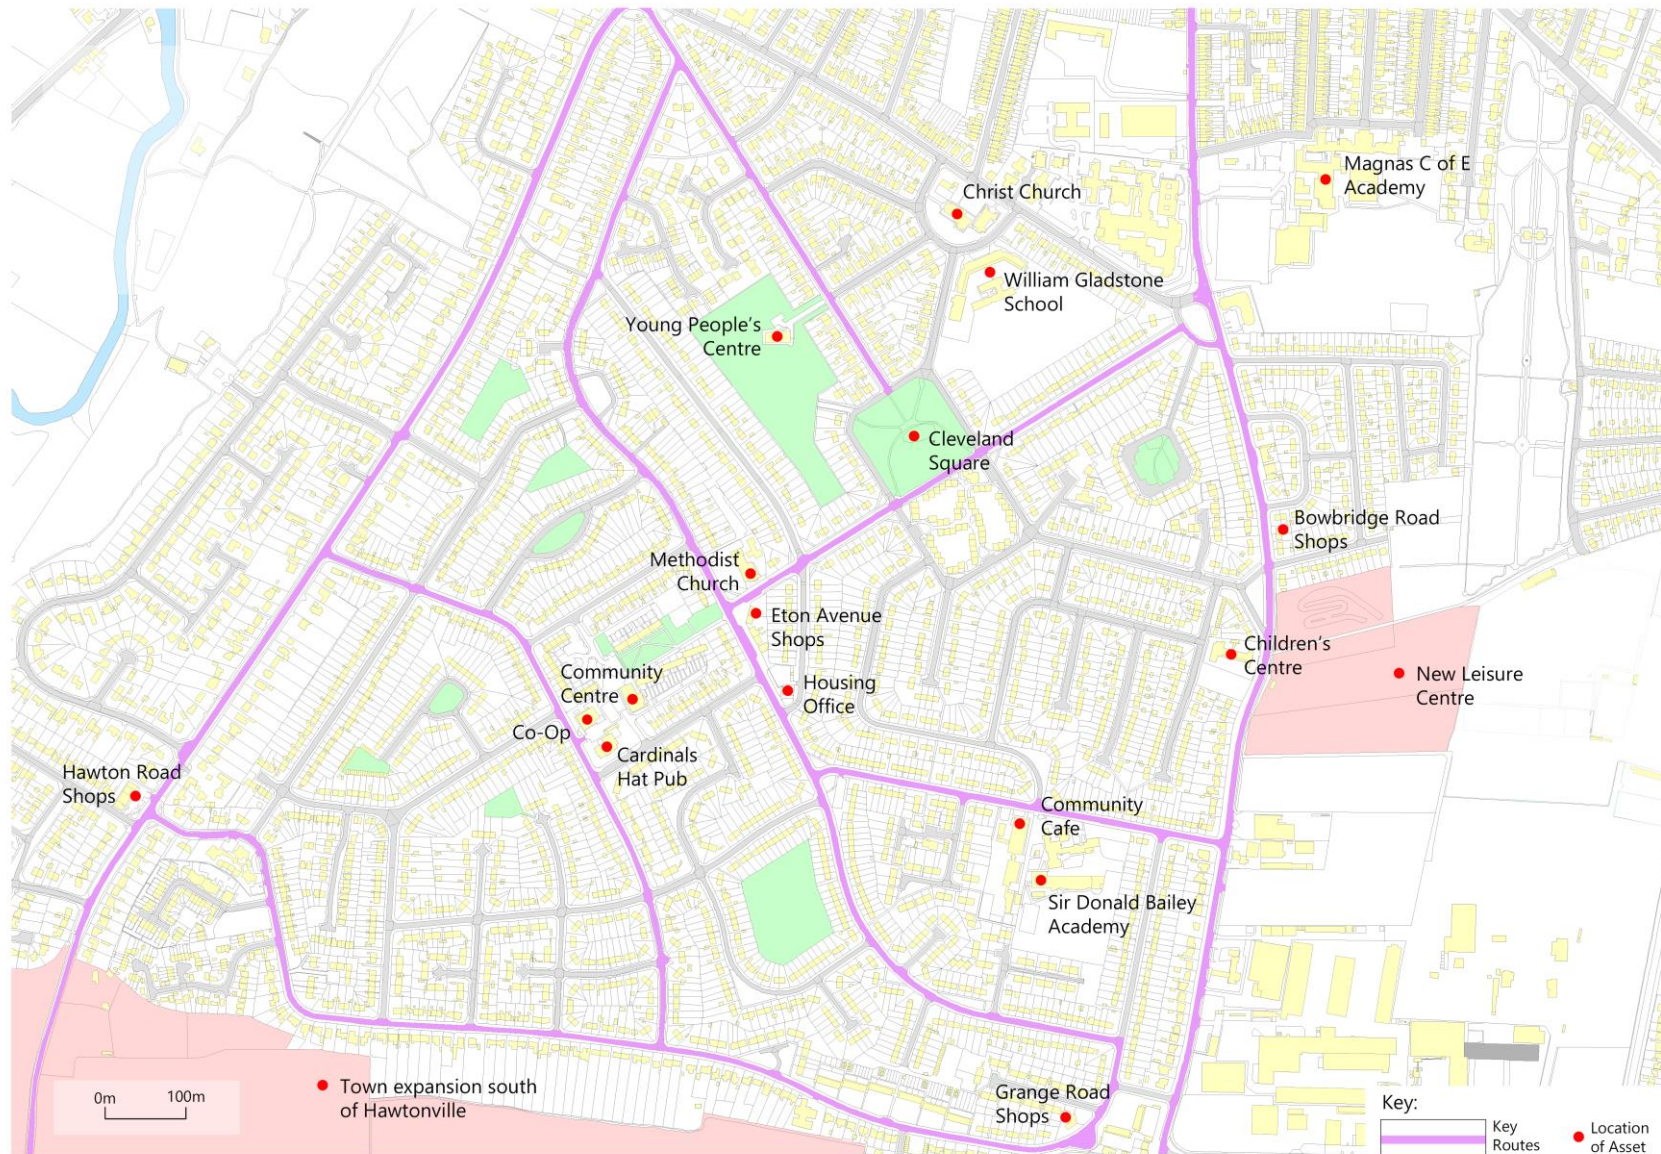 Magnas C of E
Academy
Christ Church
William Gladstone
School
Young People's
Centre
Cleveland
Square
Bowbridge Road
Shops
Methodist
Church
Eton Avenue
Shops
Children's
Centre
New Leisure
Centre
Community
Centre
Housing
Office
Co-Op
Cardinals
Hat Pub
Hawton Road
Shops
Community
Cafe
Sir Donald Bailey
Academy
Town expansion south
of Hawtonville
0m 100m
Grange Road
Shops
Key:
Key
Routes
Location
of Asset